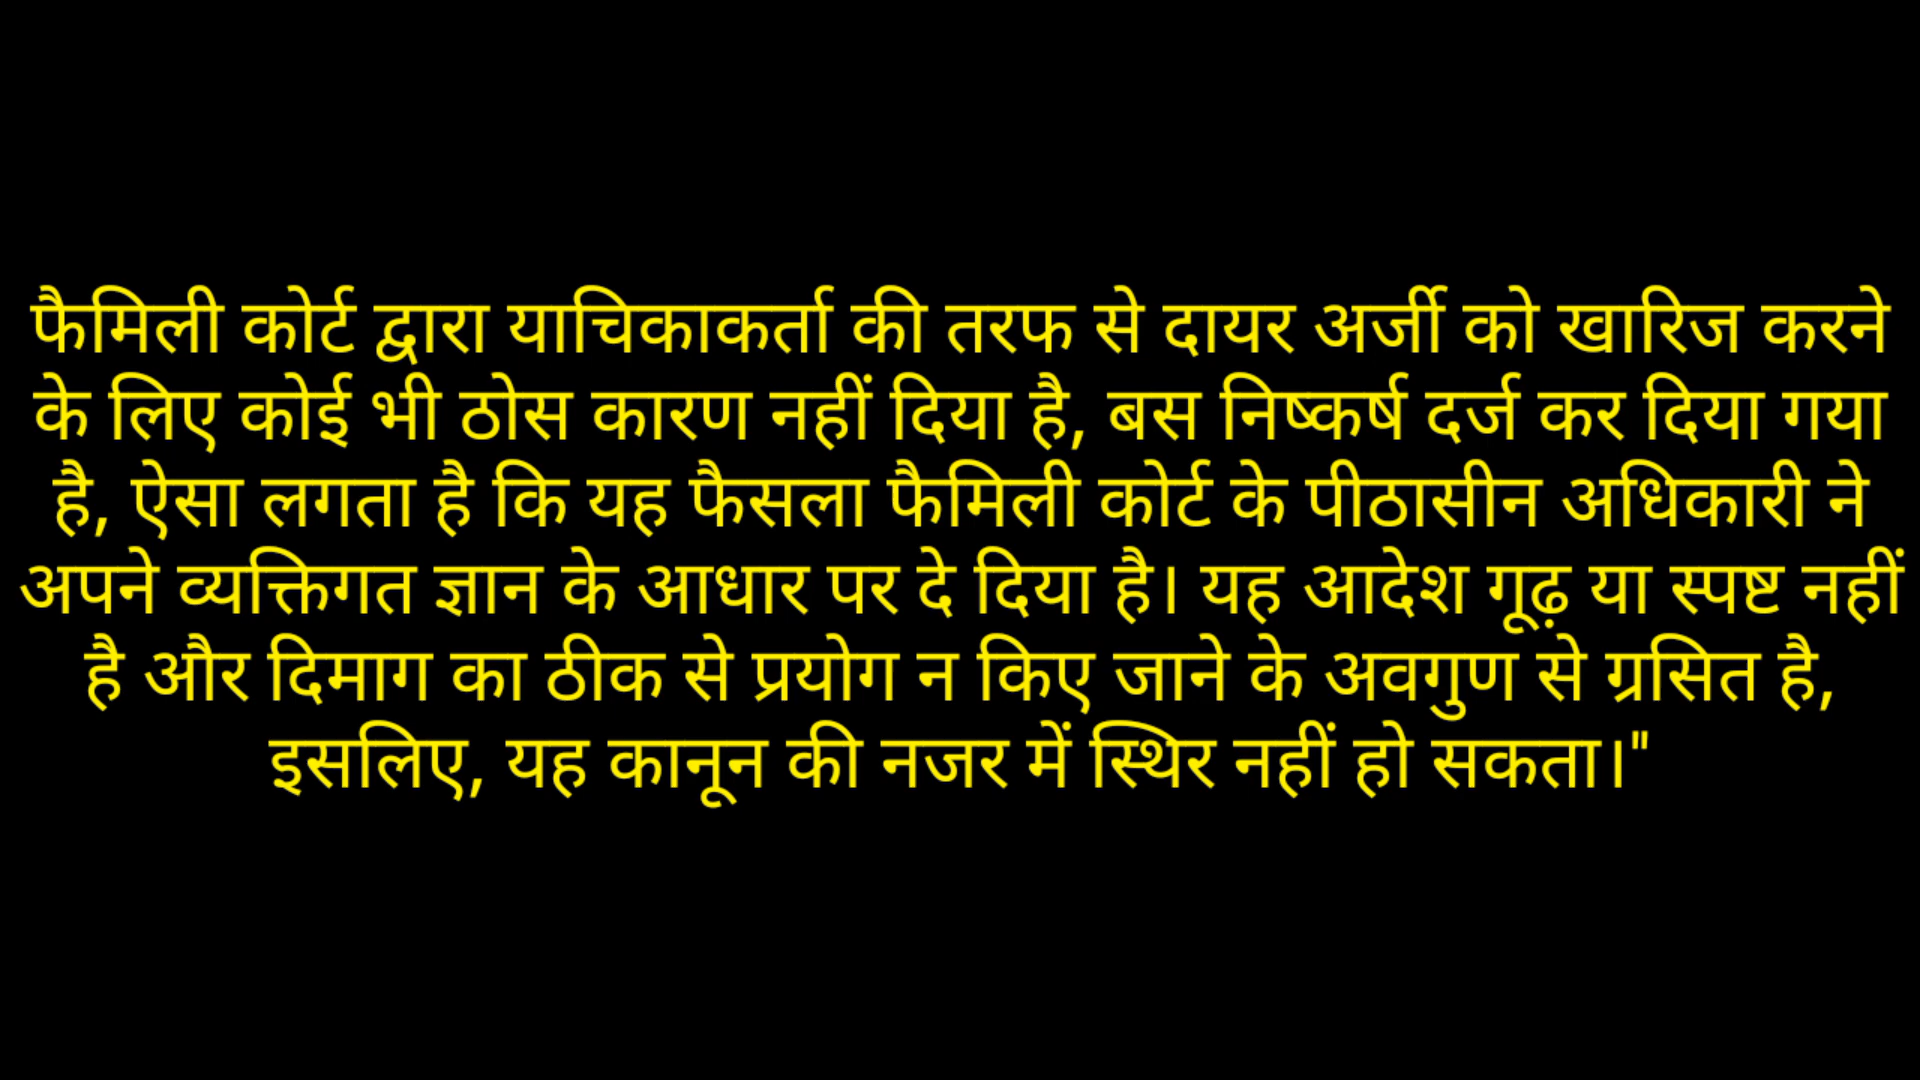 फैमिली कोर्ट द्वारा याचिकाकर्ता की तरफ से दायर अर्जी को खारिज करने
के लिए कोई भी ठोस कारण नहीं दिया है, बस निष्कर्ष दर्ज कर दिया गया
है, ऐसा लगता है कि यह फैसला फैमिली कोर्ट के पीठासीन अधिकारी ने
अपने व्यक्तिगत ज्ञान के आधार पर दे दिया है। यह आदेश गूढ़ या स्पष्ट नहीं
है और दिमाग का ठीक से प्रयोग न किए जाने के अवगुण से ग्रसित है,
इसलिए, यह कानून की नजर में स्थिर नहीं हो सकता।"